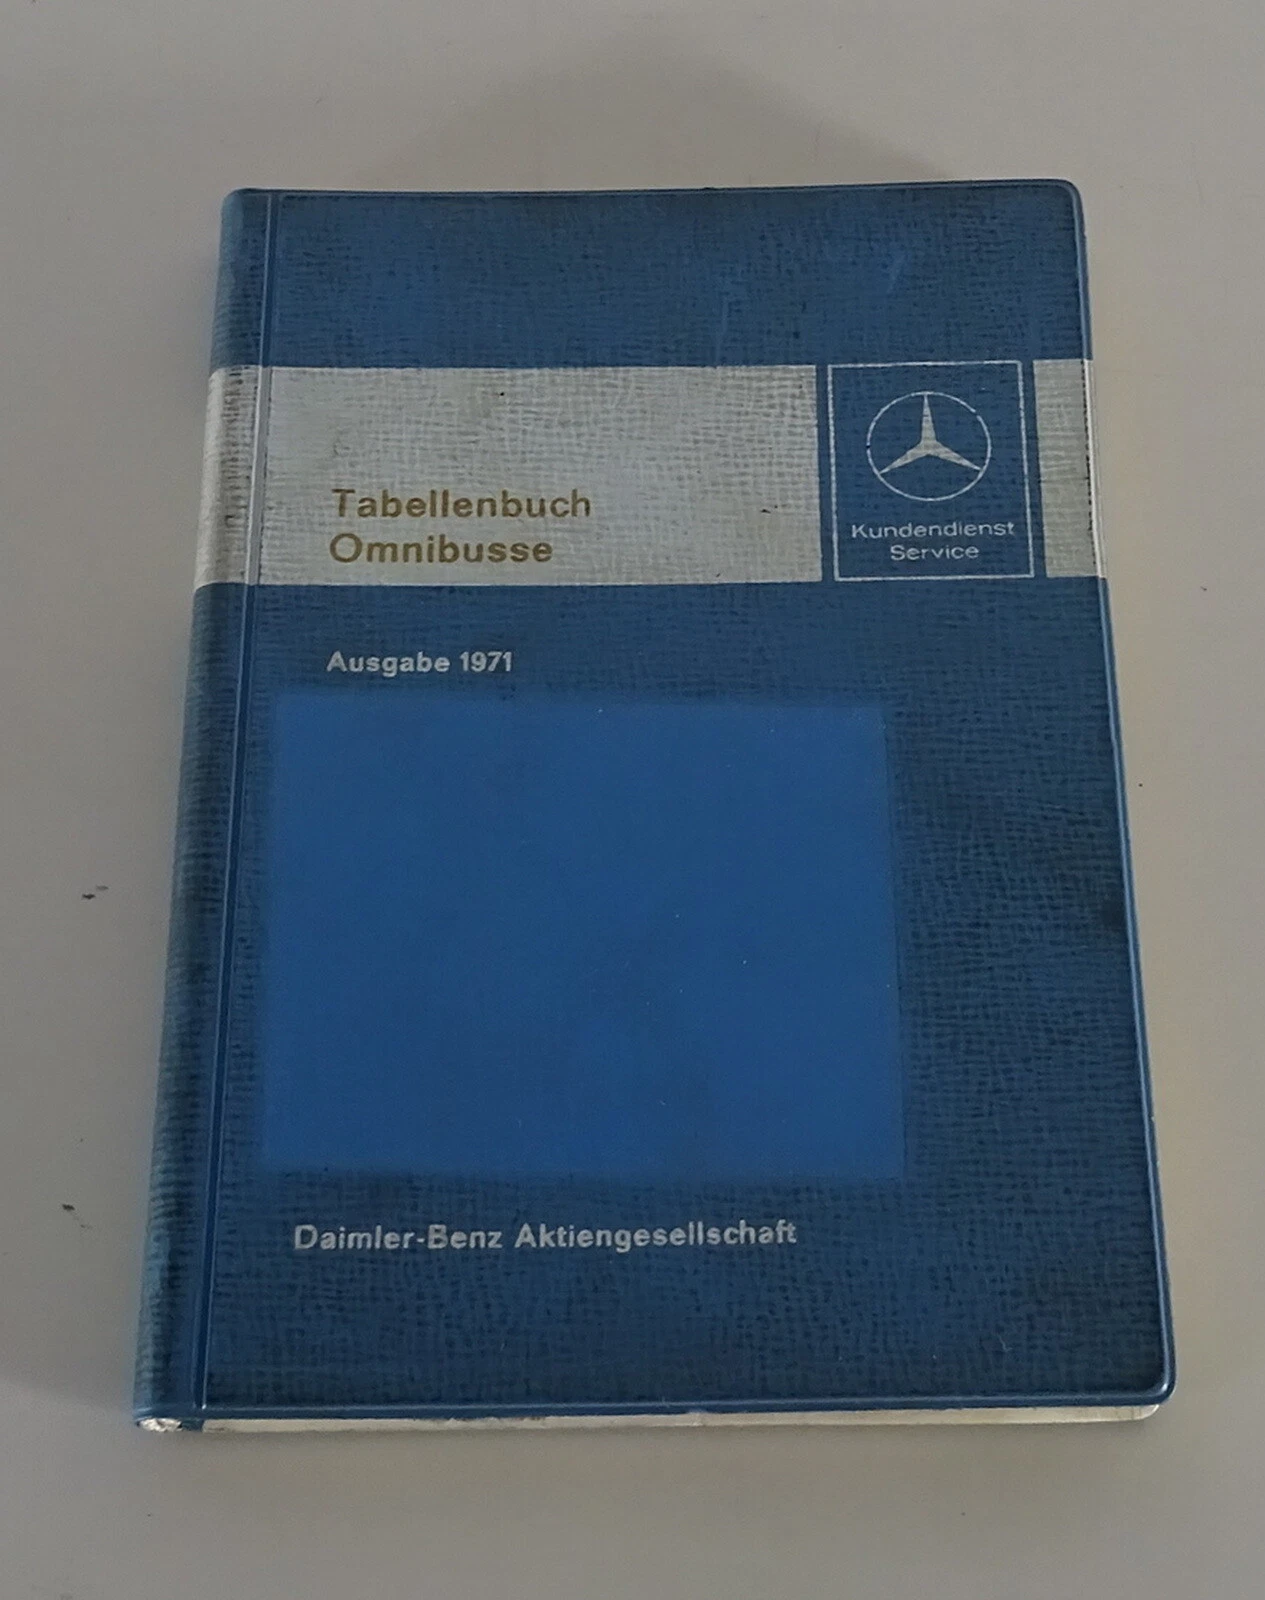 Tabellenbuch
Omnibusse
Kundendienst
Service
Ausgabe 1971
Daimler-Benz Aktiengesellschaft